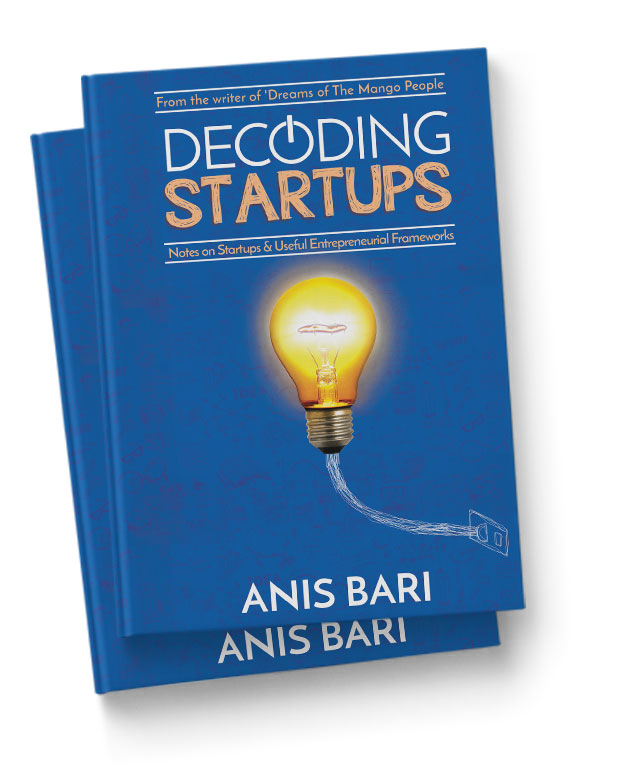 From the writer of 'Dreams of The Mango People
DECODING
STARTUPS
Notes on Startups & Useful Entrepreneurial Frameworks
ANIS BARI
ANIS BARI